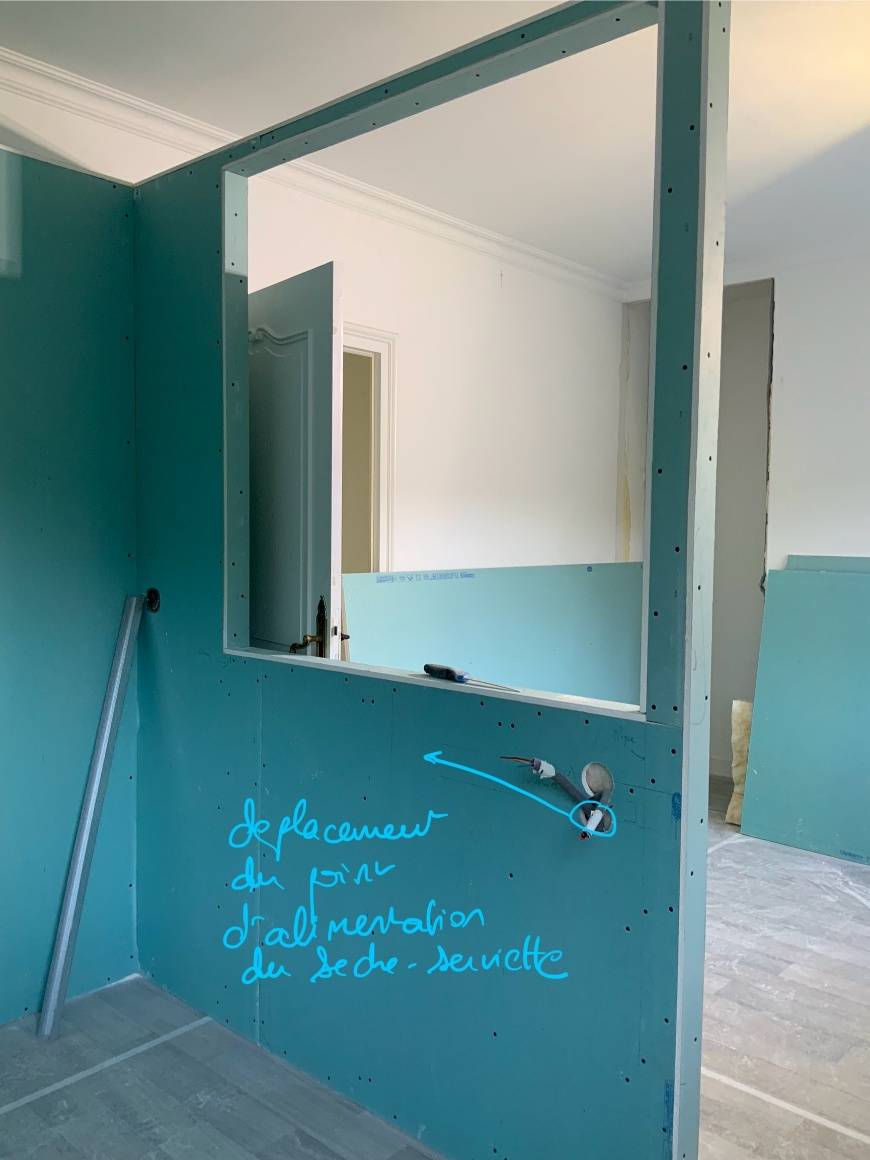 deplacement
du point
d'alimentation
du seche-serviette